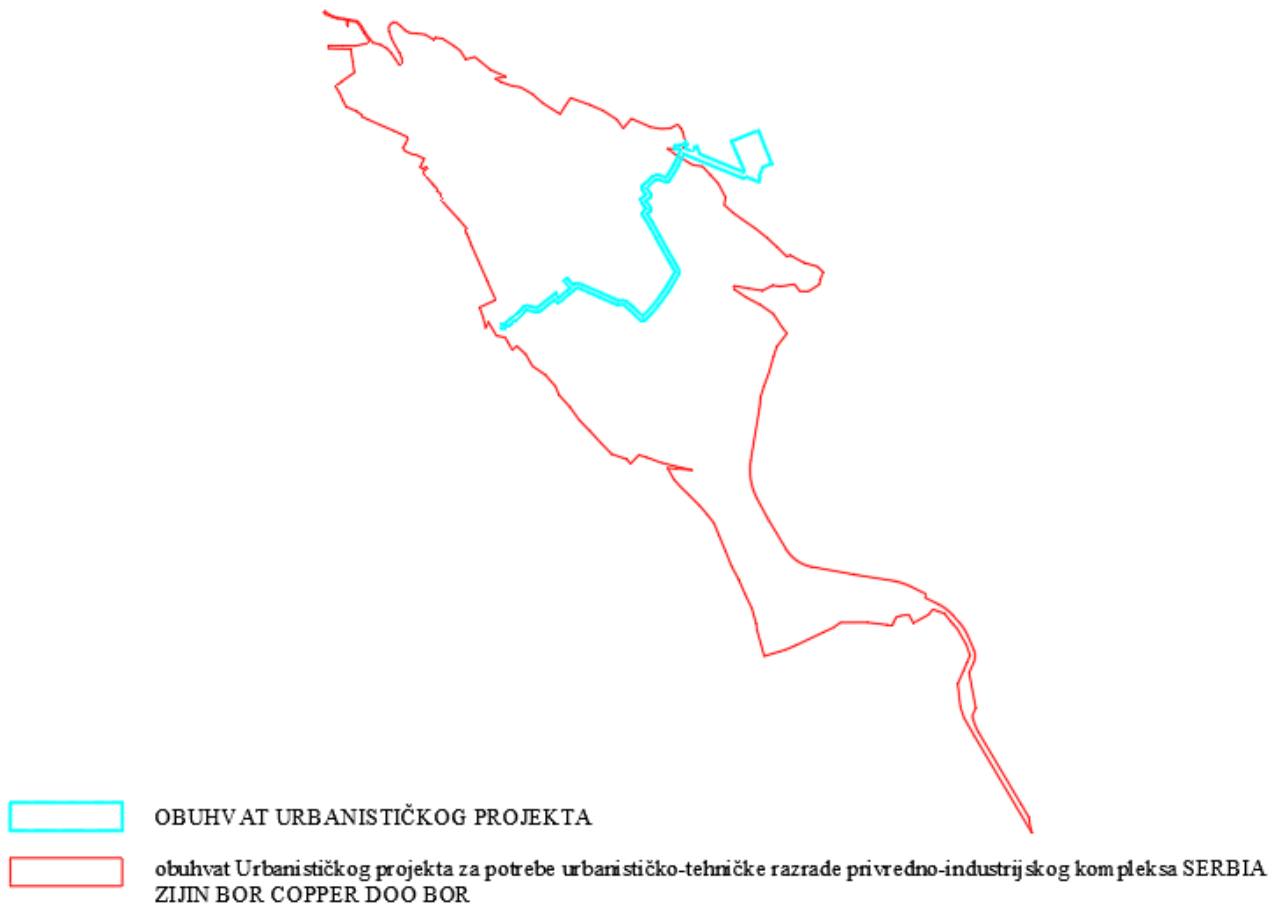 OBUHVAT URBANISTIČKOG PROJEKTA
obuhvat Urbanističkog projekta za potrebe urbanističko-tehničke razrade privredno-industrijskog kompleksa SERBIA
ZIJIN BOR COPPER DOO BOR